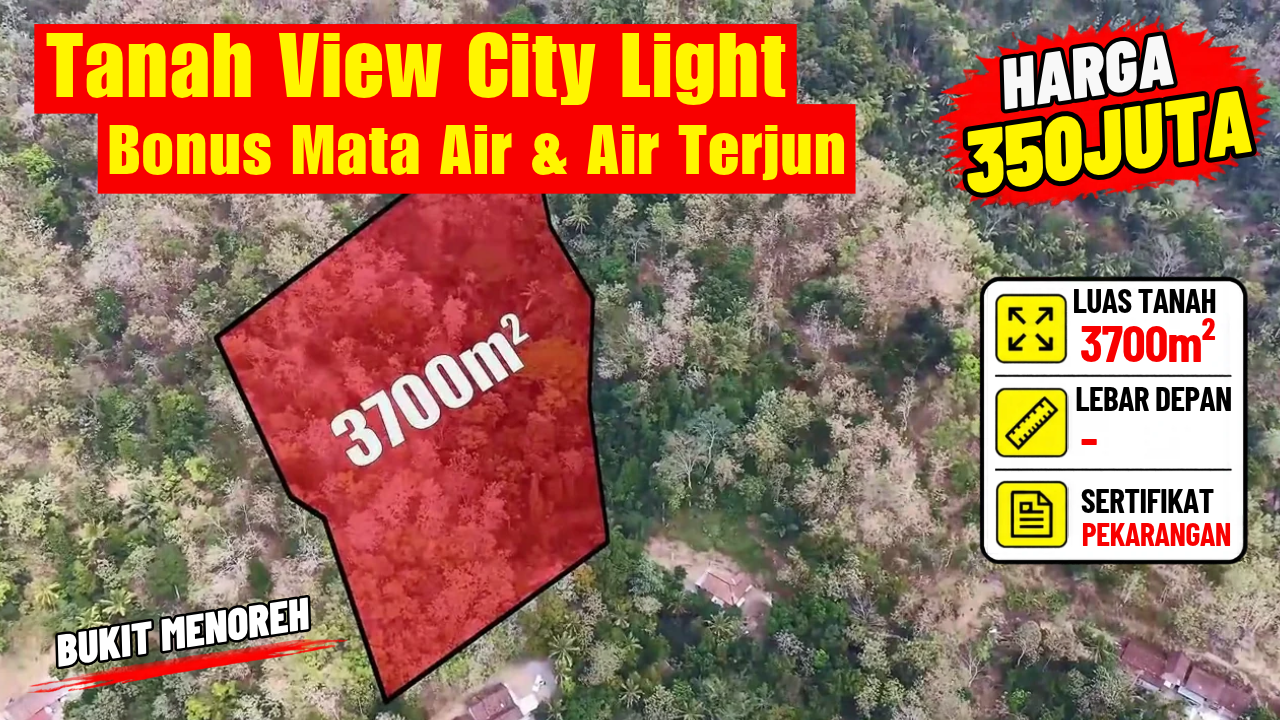 Tanah View City Light
Bonus Mata Air & Air Terjun
HARGA
350JUTA
3700m²
LUAS TANAH
3700m²
LEBAR DEPAN
-
SERTIFIKAT
PEKARANGAN
BUKIT MENOREH